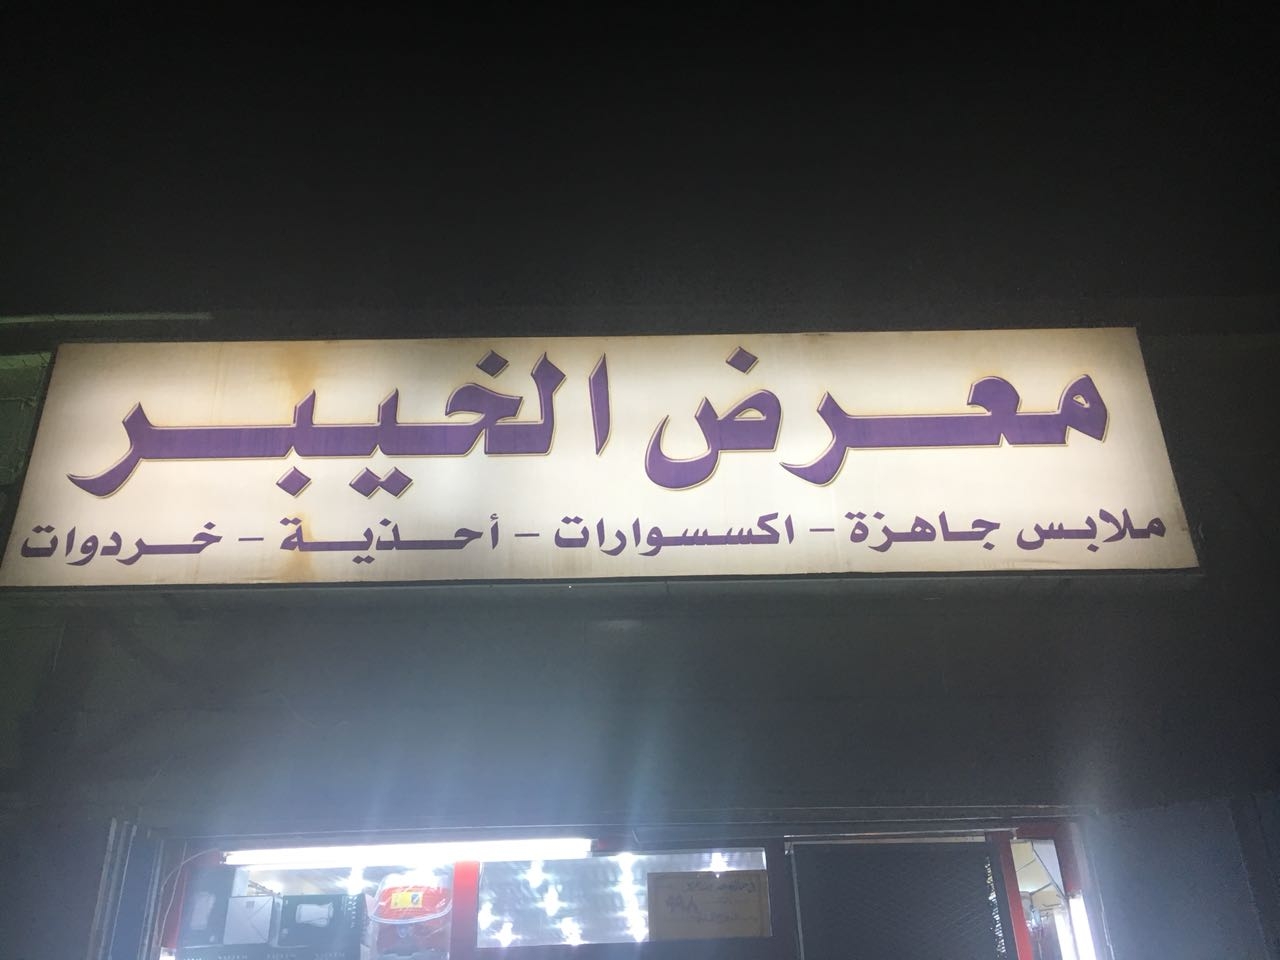 معرض الخيبر
ملابس جاهزة - اكسسوارات - أحذية - خردوات